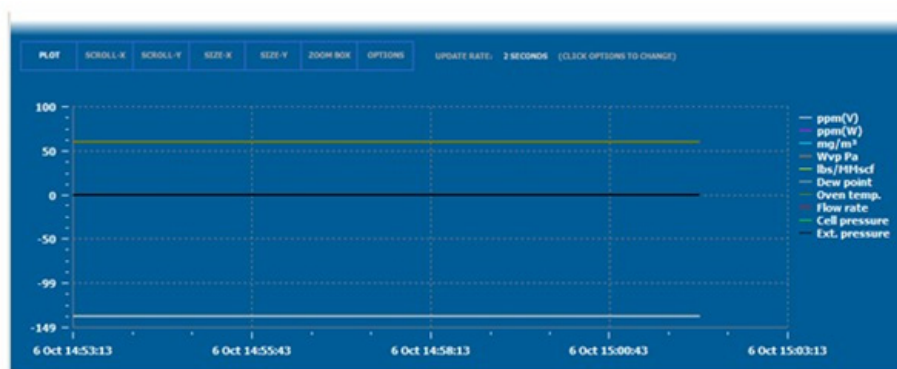 PLOT SCROLL-X SCROLL-Y SIZE-X SIZE-Y ZOOM BOX OPTIONS UPDATE RATE: 2 SECONDS (CLICK OPTIONS TO CHANGE)
100
50
0
-50
-99
-149
6 Oct 14:53:13 6 Oct 14:55:43 6 Oct 14:58:13 6 Oct 15:00:43 6 Oct 15:03:13
ppm(V)
ppm(W)
mg/m³
Wvp Pa
lbs/MMscf
Dew point
Oven temp.
Flow rate
Cell pressure
Ext. pressure